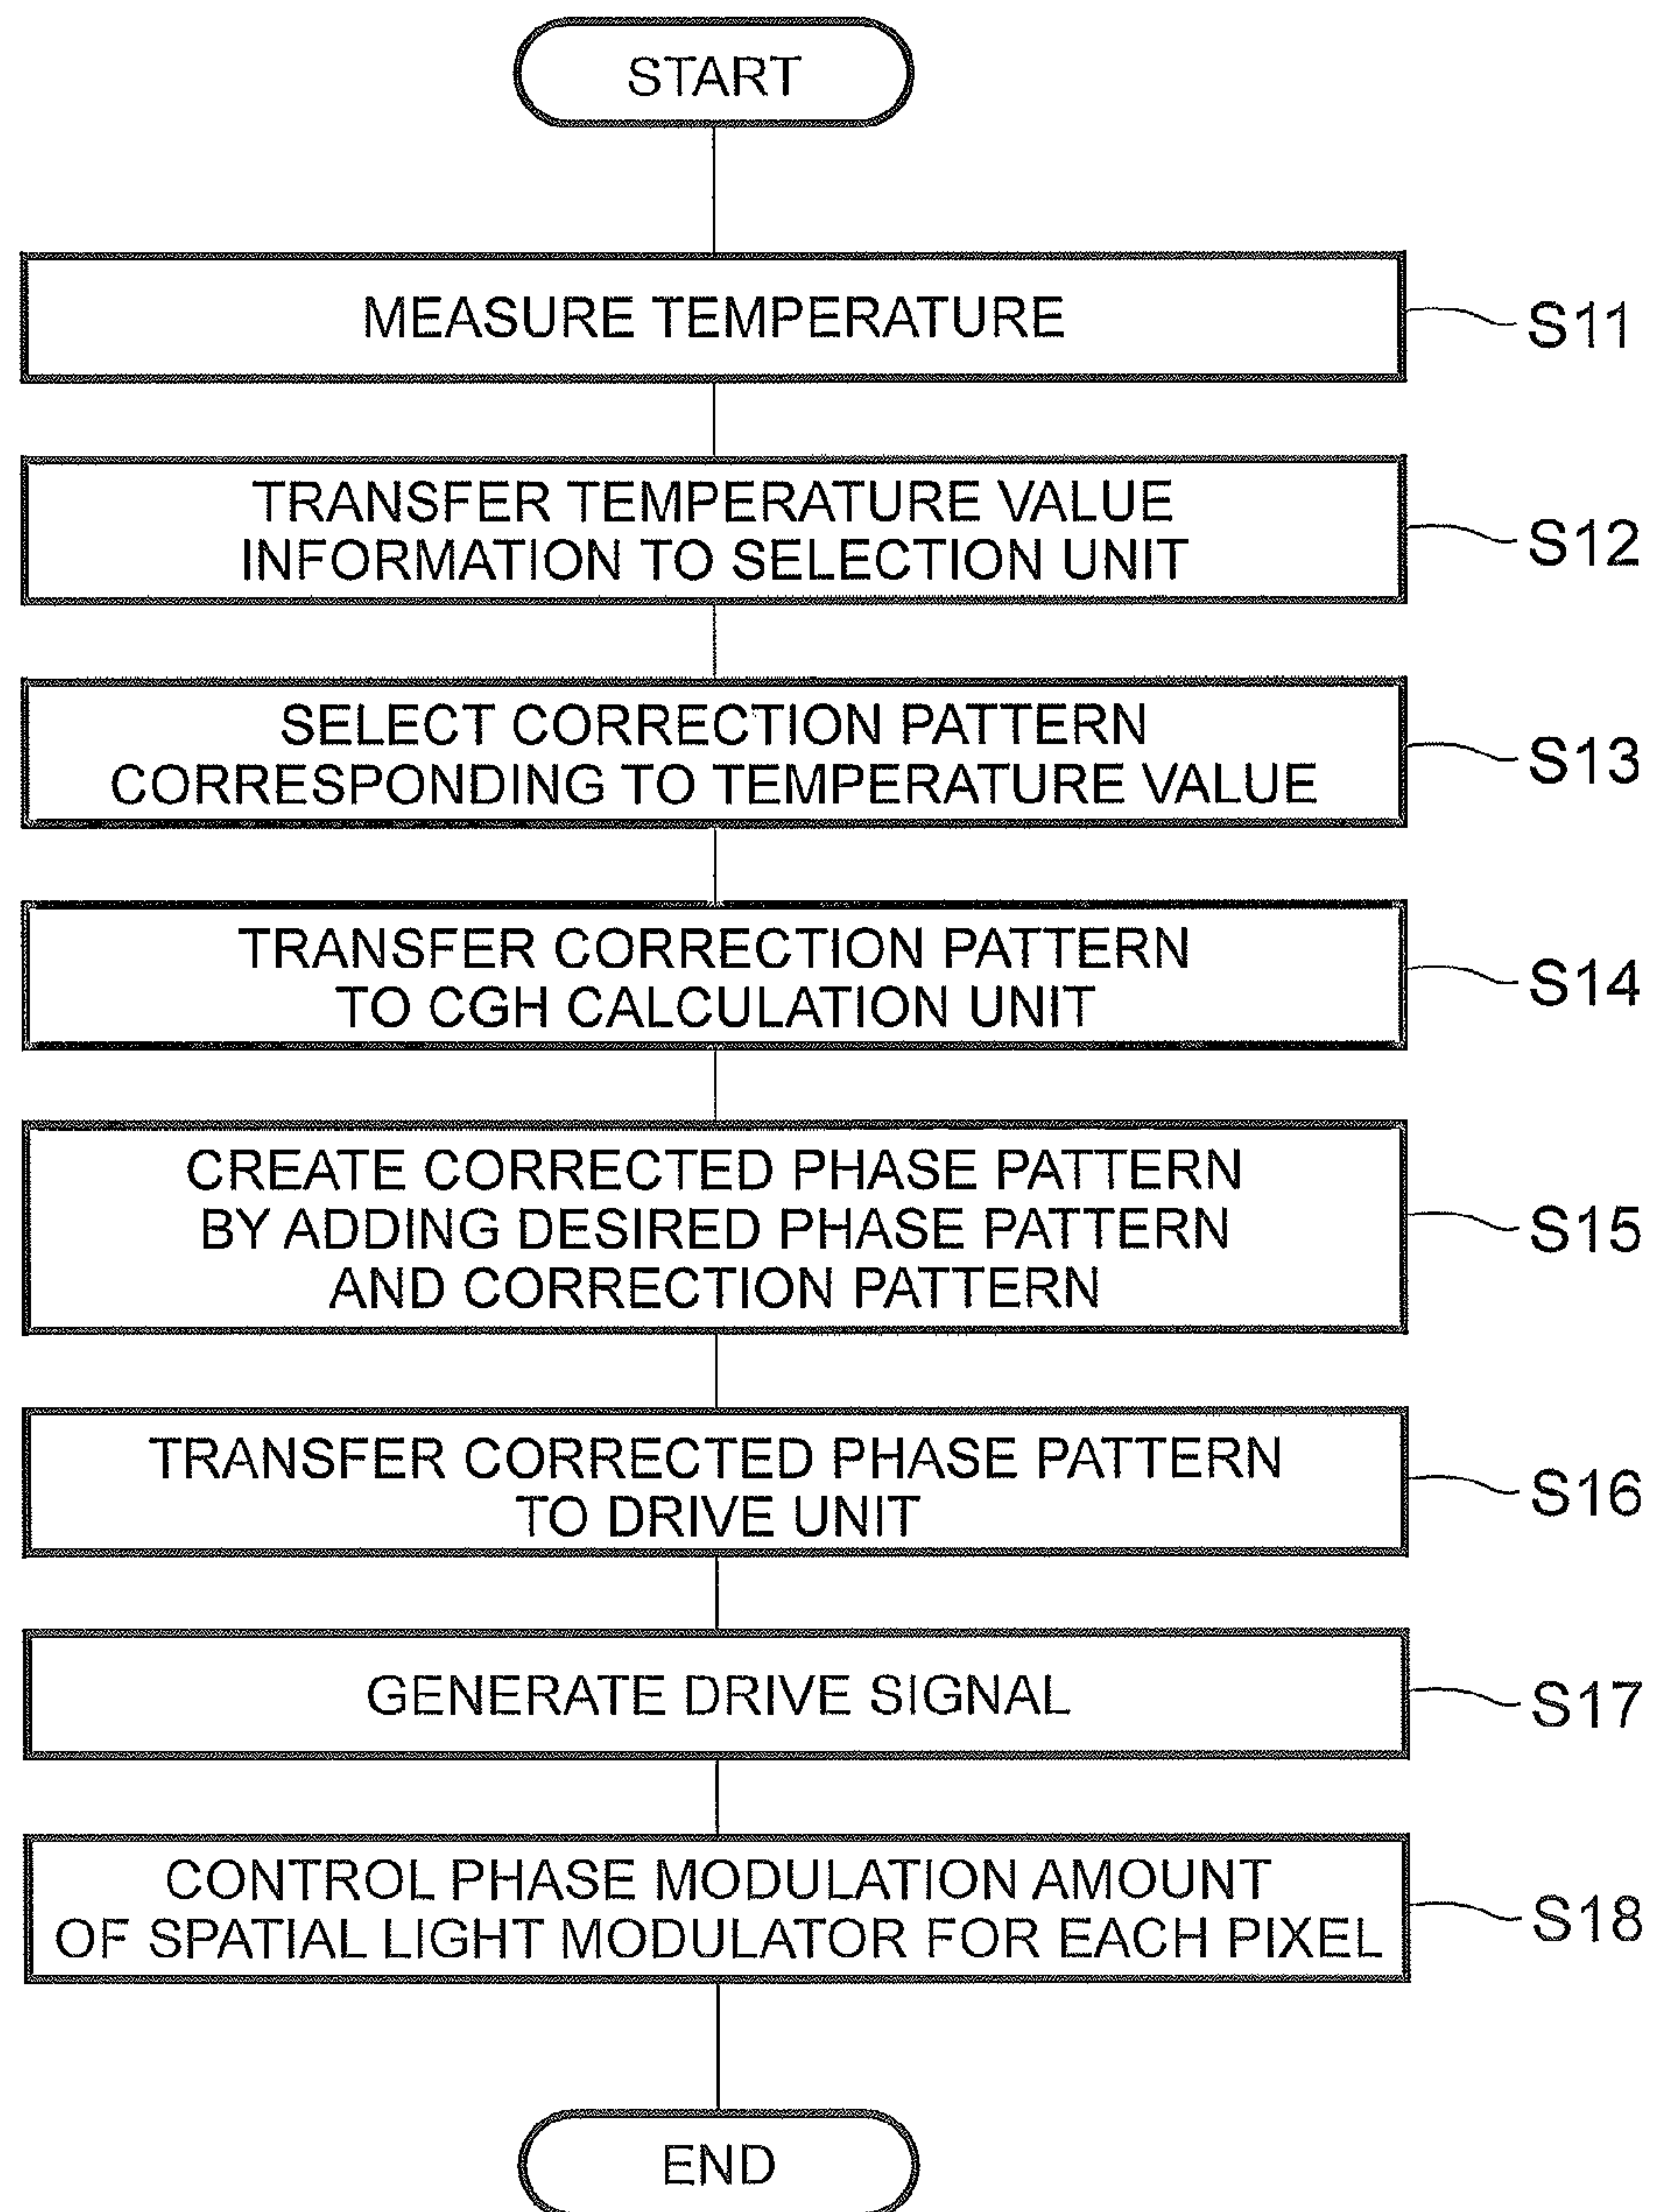 START
MEASURE TEMPERATURE
S11
TRANSFER TEMPERATURE VALUE
INFORMATION TO SELECTION UNIT
S12
SELECT CORRECTION PATTERN
CORRESPONDING TO TEMPERATURE VALUE
S13
TRANSFER CORRECTION PATTERN
TO CGH CALCULATION UNIT
S14
CREATE CORRECTED PHASE PATTERN
BY ADDING DESIRED PHASE PATTERN
AND CORRECTION PATTERN
S15
TRANSFER CORRECTED PHASE PATTERN
TO DRIVE UNIT
S16
GENERATE DRIVE SIGNAL
S17
CONTROL PHASE MODULATION AMOUNT
OF SPATIAL LIGHT MODULATOR FOR EACH PIXEL
S18
END